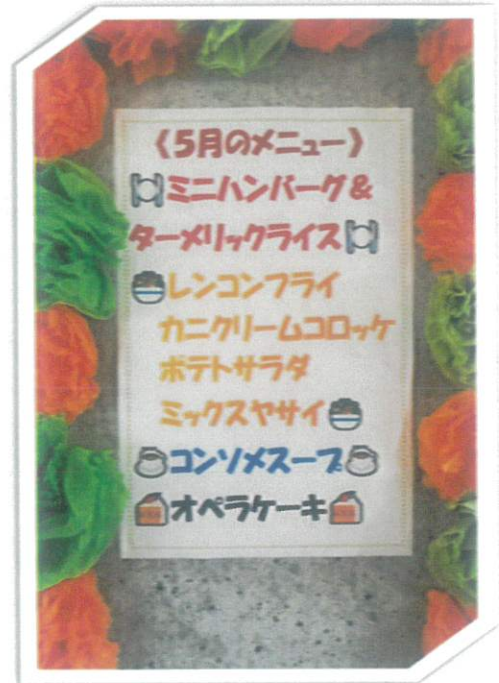 《5月のメニュー》
ミニハンバーグ&
ターメリックライス
レンコンフライ
カニクリームコロッケ
ポテトサラダ
ミックスヤサイ
コンソメスープ
オペラケーキ